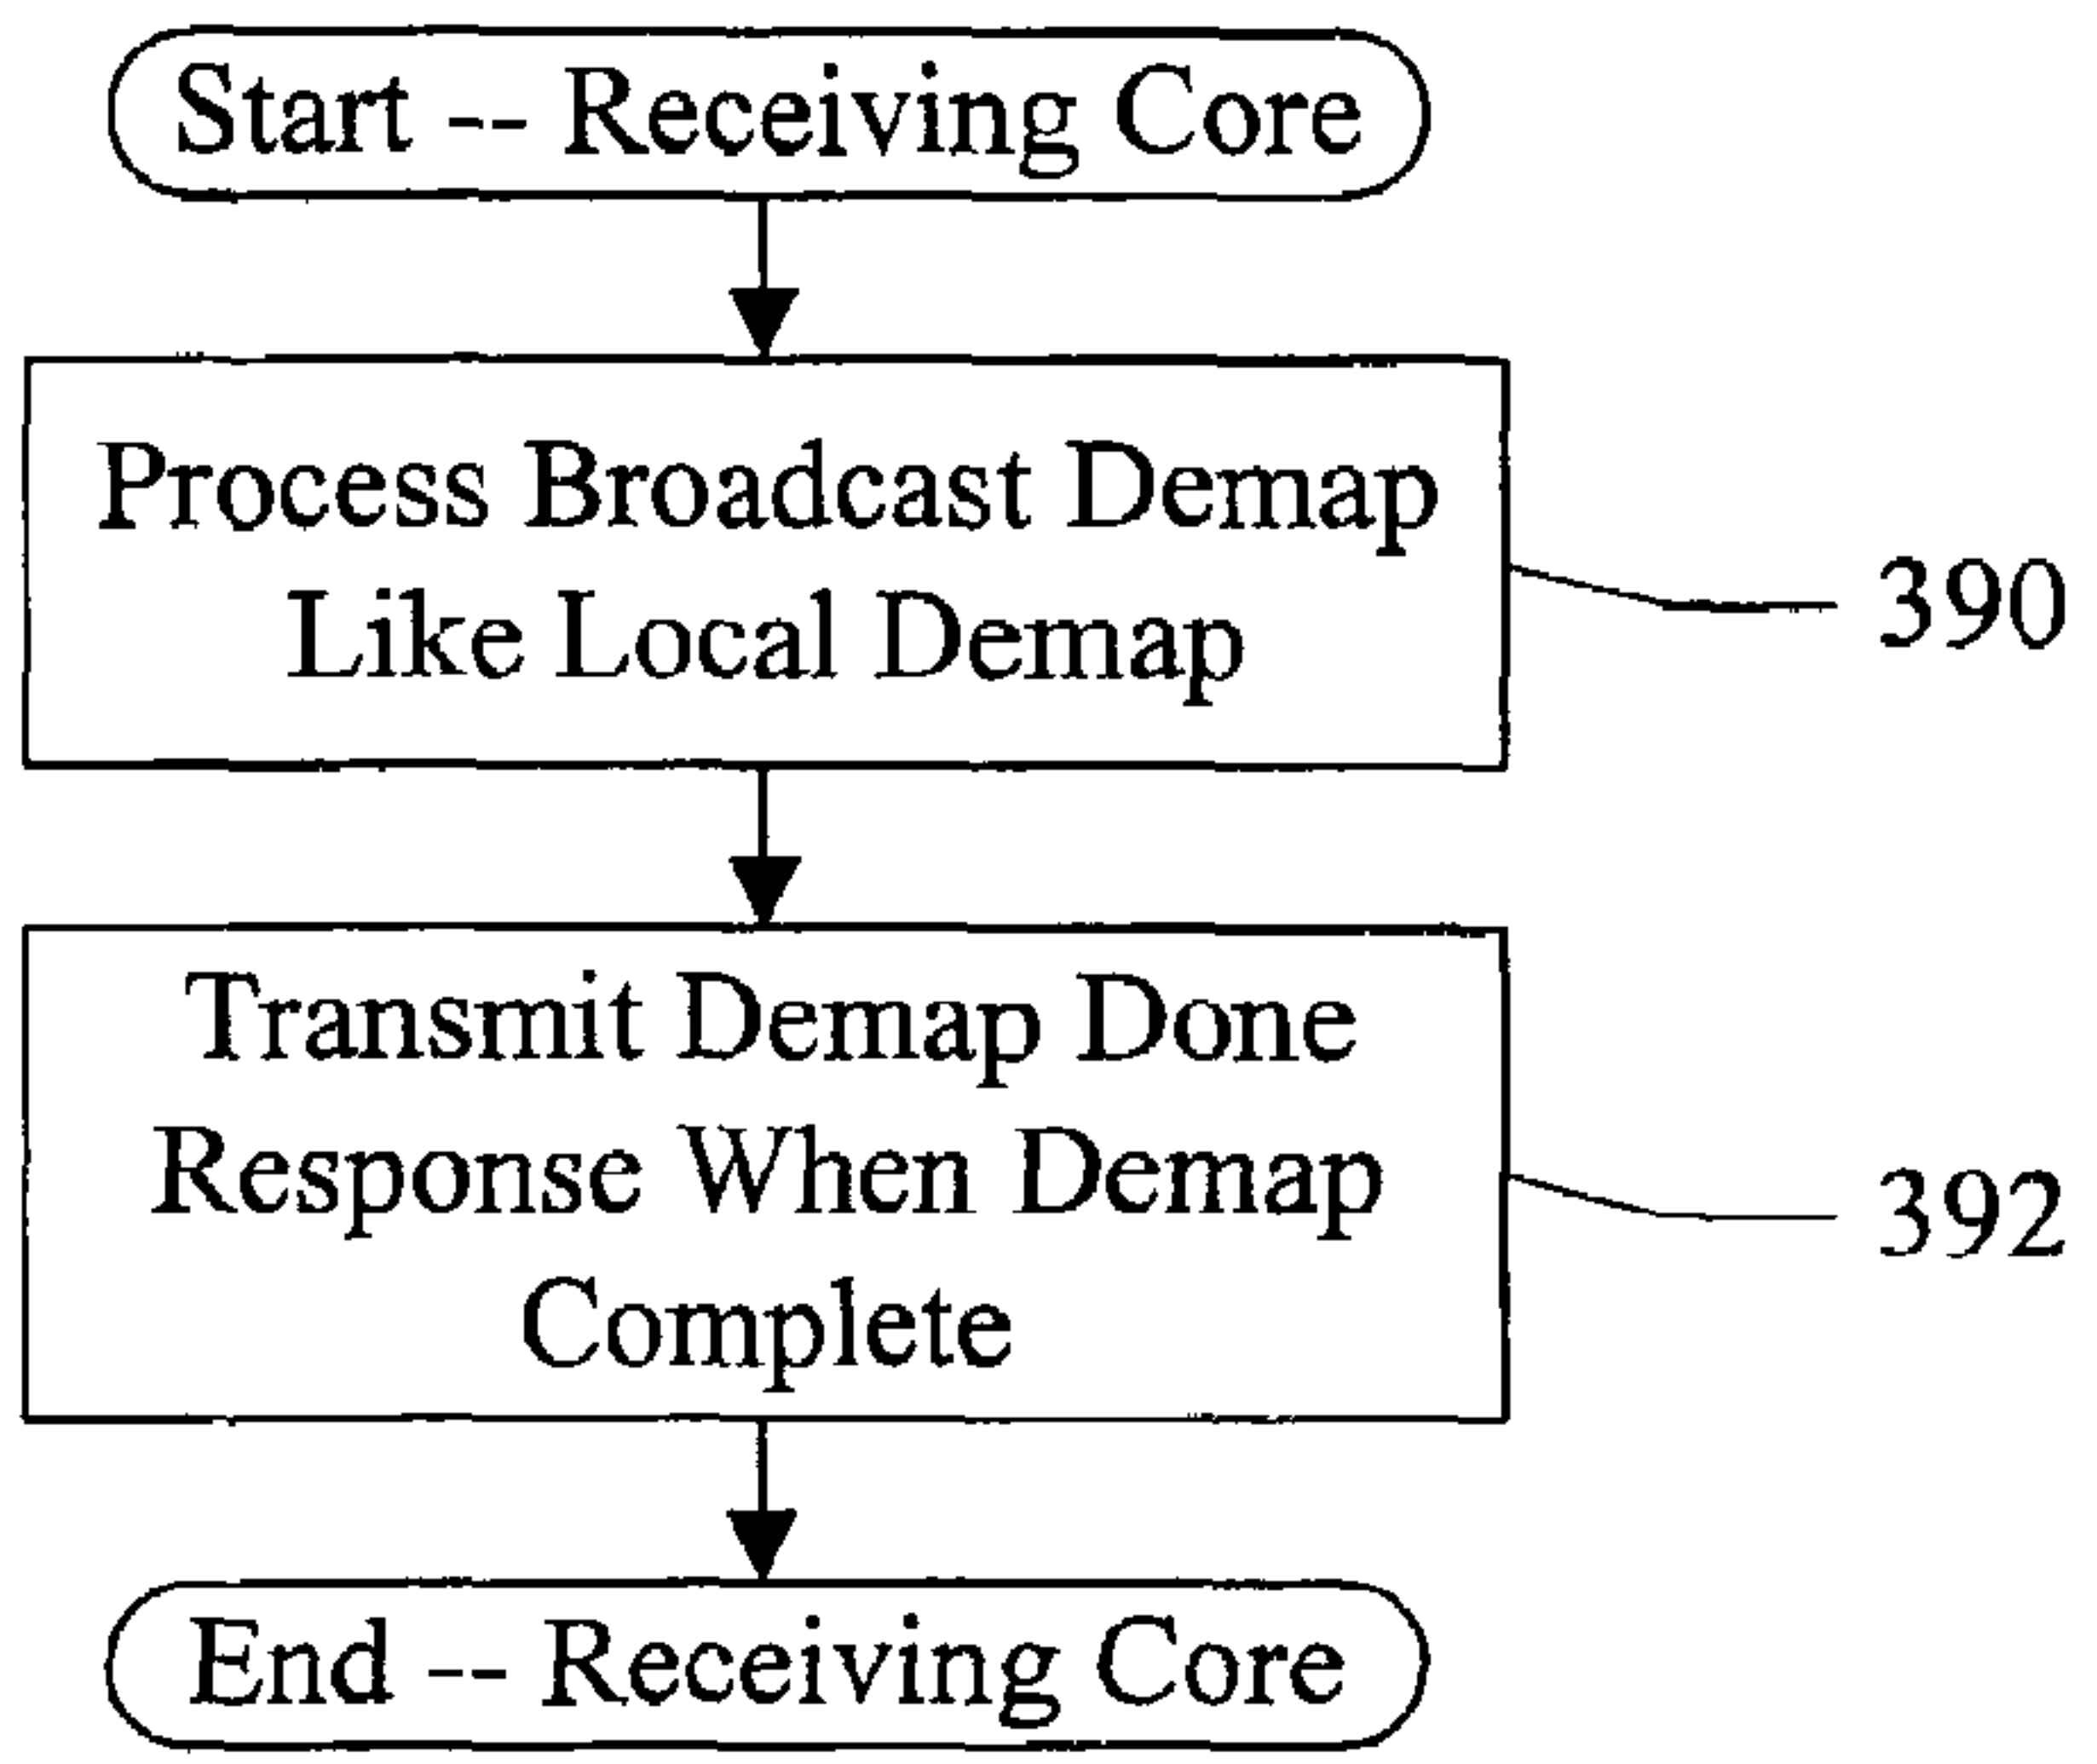 Start -- Receiving Core
Process Broadcast Demap
Like Local Demap
390
Transmit Demap Done
Response When Demap
Complete
392
End -- Receiving Core